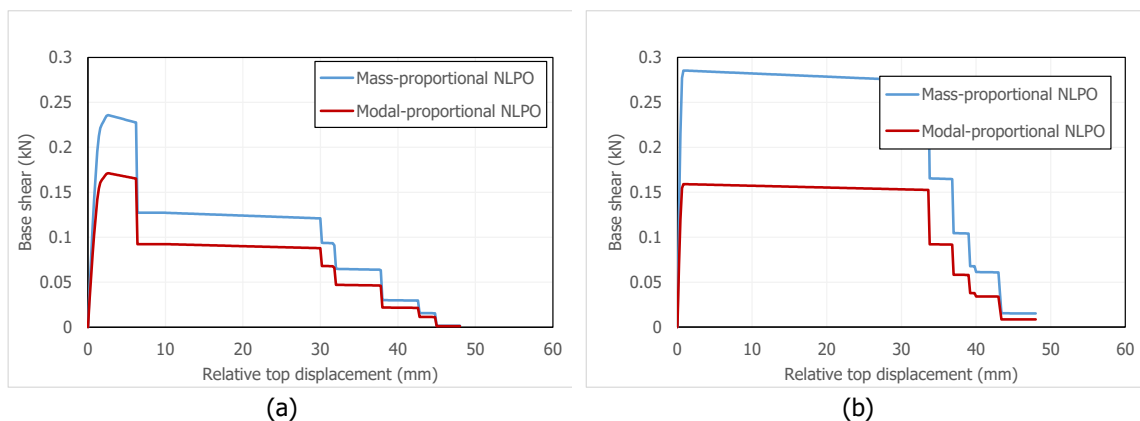 0.3
0.25
0.2
0.15
0.1
0.05
0
Base shear (kN)
Mass-proportional NLPO
Modal-proportional NLPO
0 10 20 30 40 50 60
Relative top displacement (mm)
(a)
0.3
0.25
0.2
0.15
0.1
0.05
0
Base shear (kN)
Mass-proportional NLPO
Modal-proportional NLPO
0 10 20 30 40 50 60
Relative top displacement (mm)
(b)